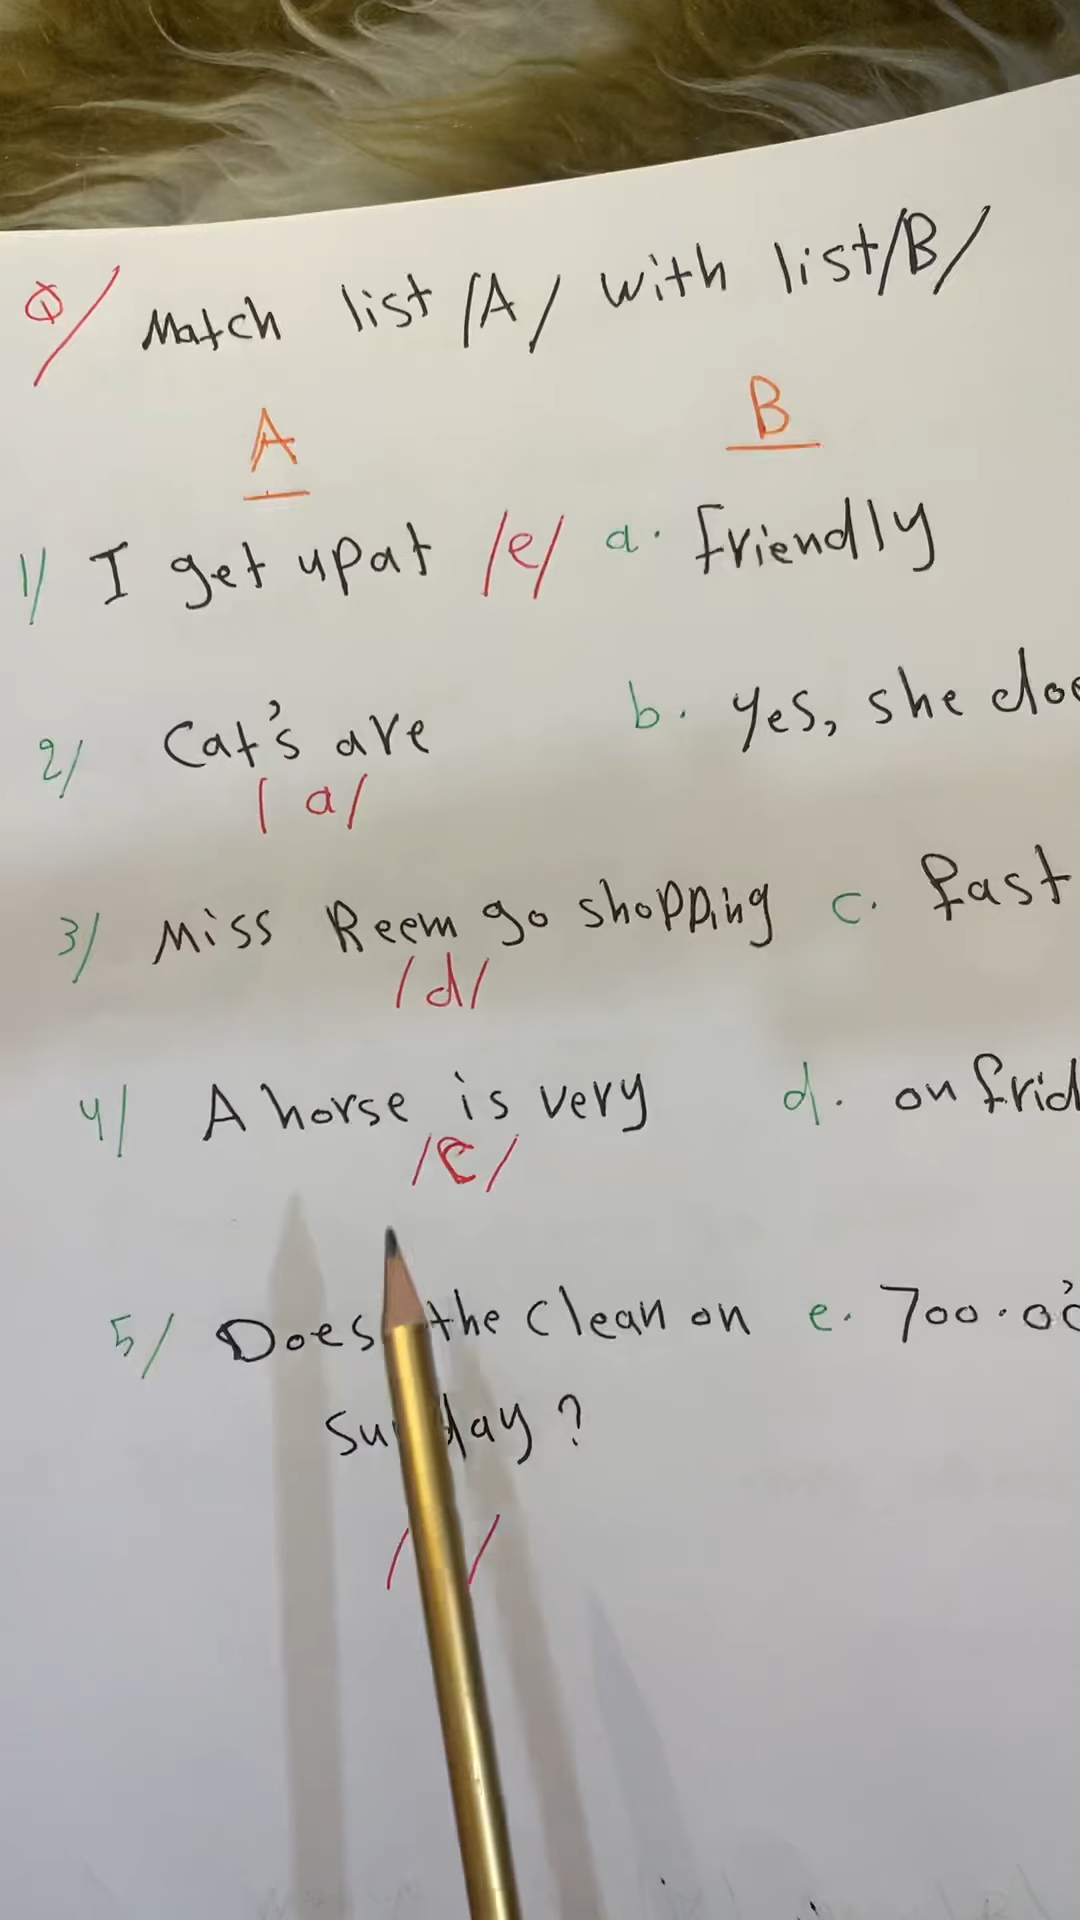 Q/ Match list /A/ with list /B/
A B
1/ I get upat /e/ a. friendly
2/ Cat's are b. yes, she
/ a/
3/ Miss Reem go shopping c. fast
/d/
4/ A horse is very d. on
/c/
5/ Does the clean on e. 700.
?
/ /